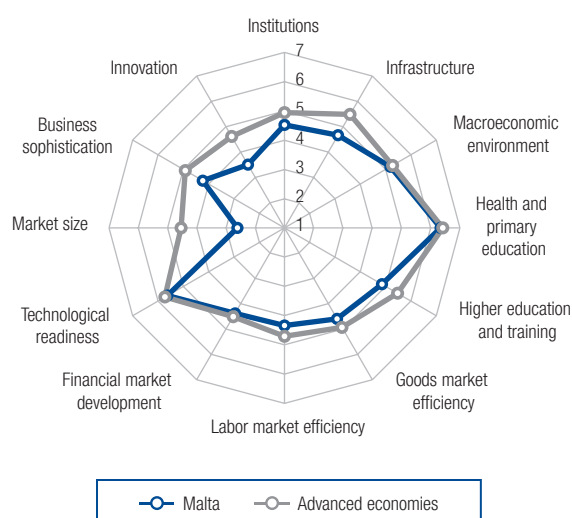 Institutions
7
6
5
4
3
2
1
Infrastructure
Macroeconomic
environment
Health and
primary
education
Higher education
and training
Goods market
efficiency
Labor market efficiency
Financial market
development
Technological
readiness
Market size
Business
sophistication
Innovation
Malta
Advanced economies